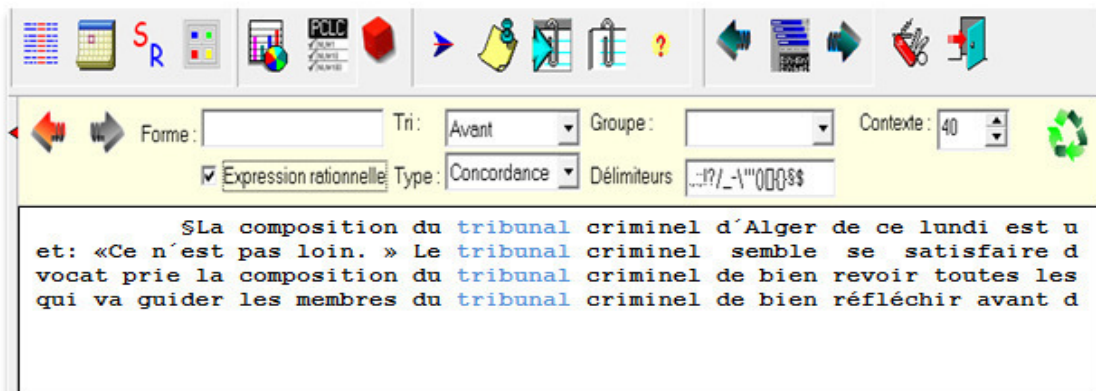 S R
PCLC
Forme : Tri : Avant Groupe : Contexte : 40
Expression rationnelle Type : Concordance Délimiteurs .,:;!?/_-\"'()[]{}§$
§La composition du tribunal criminel d´Alger de ce lundi est u
et: «Ce n´est pas loin. » Le tribunal criminel semble se satisfaire d
vocat prie la composition du tribunal criminel de bien revoir toutes les
qui va guider les membres du tribunal criminel de bien réfléchir avant d